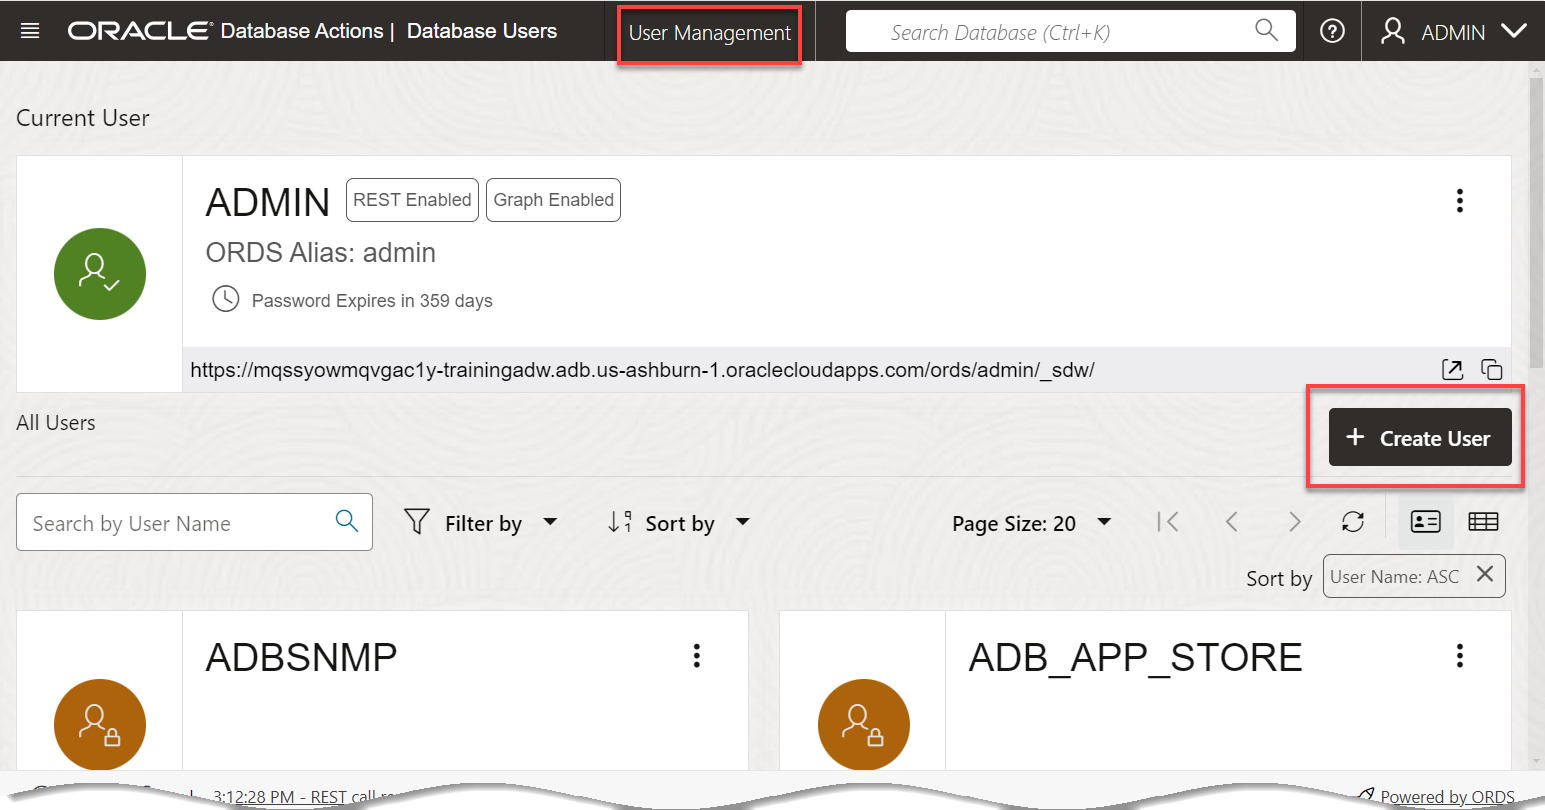 ORACLE® Database Actions | Database Users
User Management
Search Database (Ctrl+K)
ADMIN
Current User
ADMIN
REST Enabled
Graph Enabled
ORDS Alias: admin
Password Expires in 359 days
https://mqssyowmqvgac1y-trainingadw.adb.us-ashburn-1.oraclecloudapps.com/ords/admin/_sdw/
All Users
+ Create User
Search by User Name
Filter by
Sort by
Page Size: 20
Sort by
User Name: ASC
ADBSNMP
ADB_APP_STORE
3:12:28 PM - REST call
Powered by ORDS